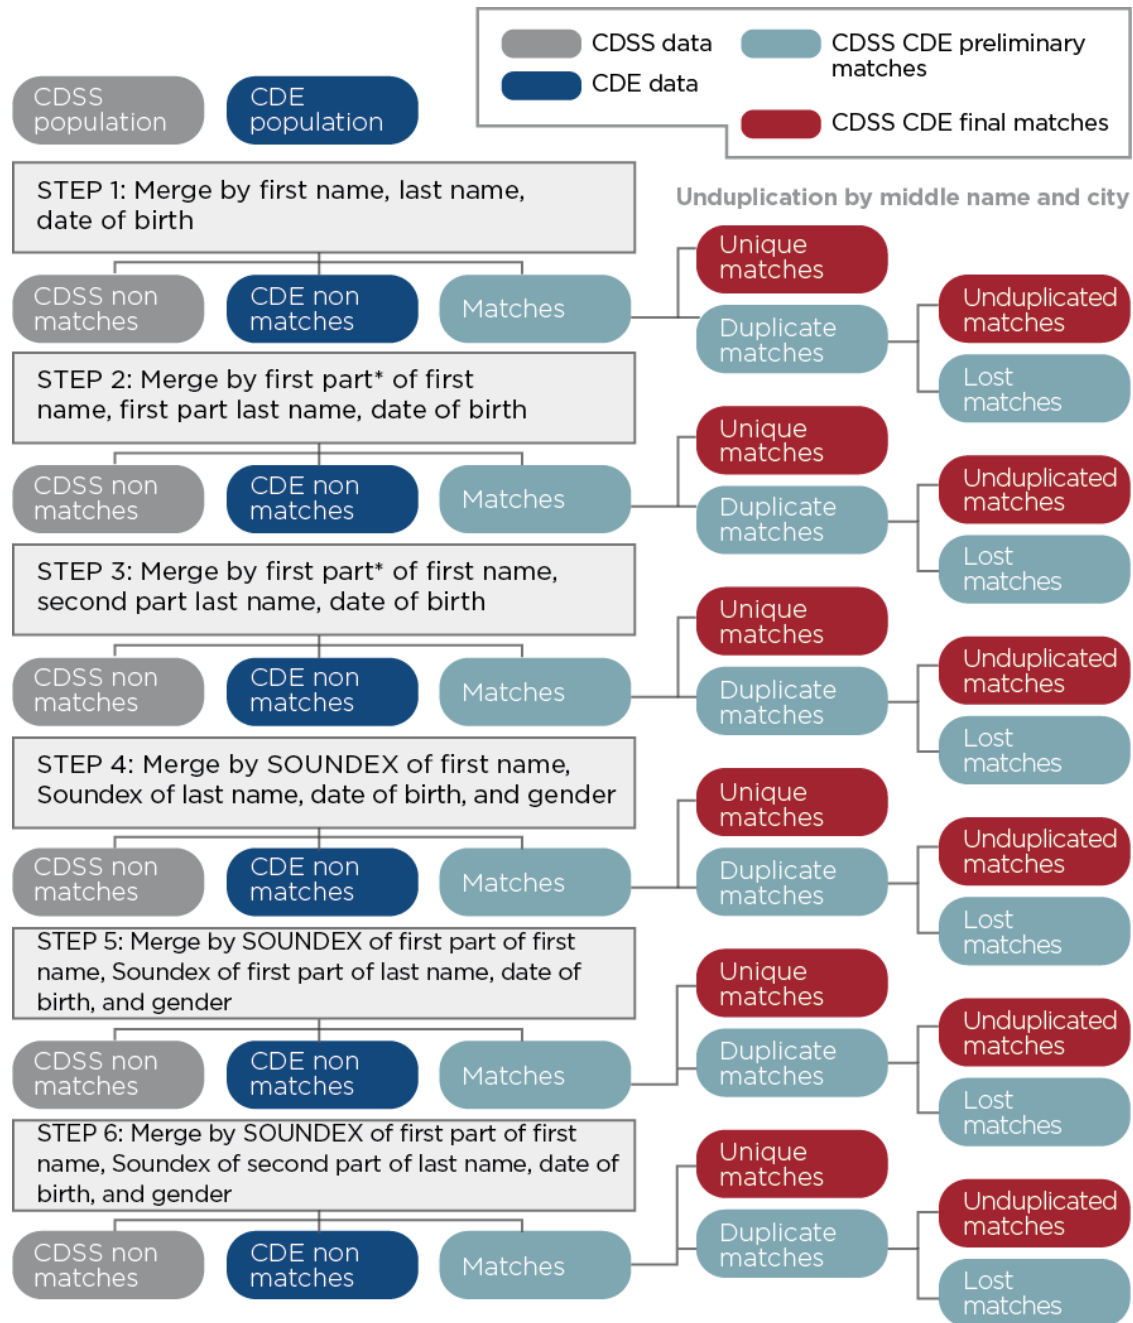 CDSS data
CDE data
CDSS CDE preliminary
matches
CDSS CDE final matches
CDSS
population
CDE
population
STEP 1: Merge by first name, last name,
date of birth
Unduplication by middle name and city
CDSS non
matches
CDE non
matches
Matches
Unique
matches
Duplicate
matches
Unduplicated
matches
Lost
matches
STEP 2: Merge by first part* of first
name, first part last name, date of birth
CDSS non
matches
CDE non
matches
Matches
Unique
matches
Duplicate
matches
Unduplicated
matches
Lost
matches
STEP 3: Merge by first part* of first name,
second part last name, date of birth
CDSS non
matches
CDE non
matches
Matches
Unique
matches
Duplicate
matches
Unduplicated
matches
Lost
matches
STEP 4: Merge by SOUNDEX of first name,
Soundex of last name, date of birth, and gender
CDSS non
matches
CDE non
matches
Matches
Unique
matches
Duplicate
matches
Unduplicated
matches
Lost
matches
STEP 5: Merge by SOUNDEX of first part of first
name, Soundex of first part of last name, date of
birth, and gender
CDSS non
matches
CDE non
matches
Matches
Unique
matches
Duplicate
matches
Unduplicated
matches
Lost
matches
STEP 6: Merge by SOUNDEX of first part of first
name, Soundex of second part of last name, date of
birth, and gender
CDSS non
matches
CDE non
matches
Matches
Unique
matches
Duplicate
matches
Unduplicated
matches
Lost
matches